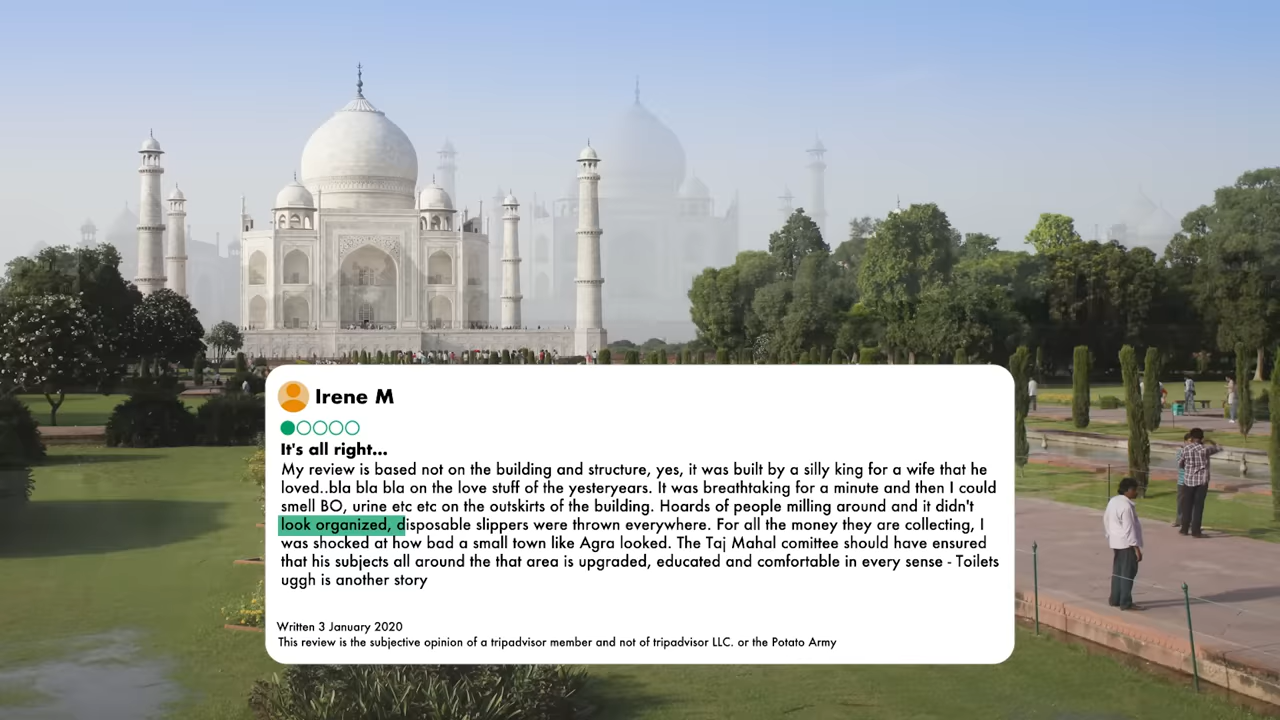 Irene M
It's all right...
My review is based not on the building and structure, yes, it was built by a silly king for a wife that he
loved..bla bla bla on the love stuff of the yesteryears. It was breathtaking for a minute and then I could
smell BO, urine etc etc on the outskirts of the building. Hoards of people milling around and it didn't
look organized, disposable slippers were thrown everywhere. For all the money they are collecting, I
was shocked at how bad a small town like Agra looked. The Taj Mahal comittee should have ensured
that his subjects all around the that area is upgraded, educated and comfortable in every sense - Toilets
uggh is another story
Written 3 January 2020
This review is the subjective opinion of a tripadvisor member and not of tripadvisor LLC. or the Potato Army